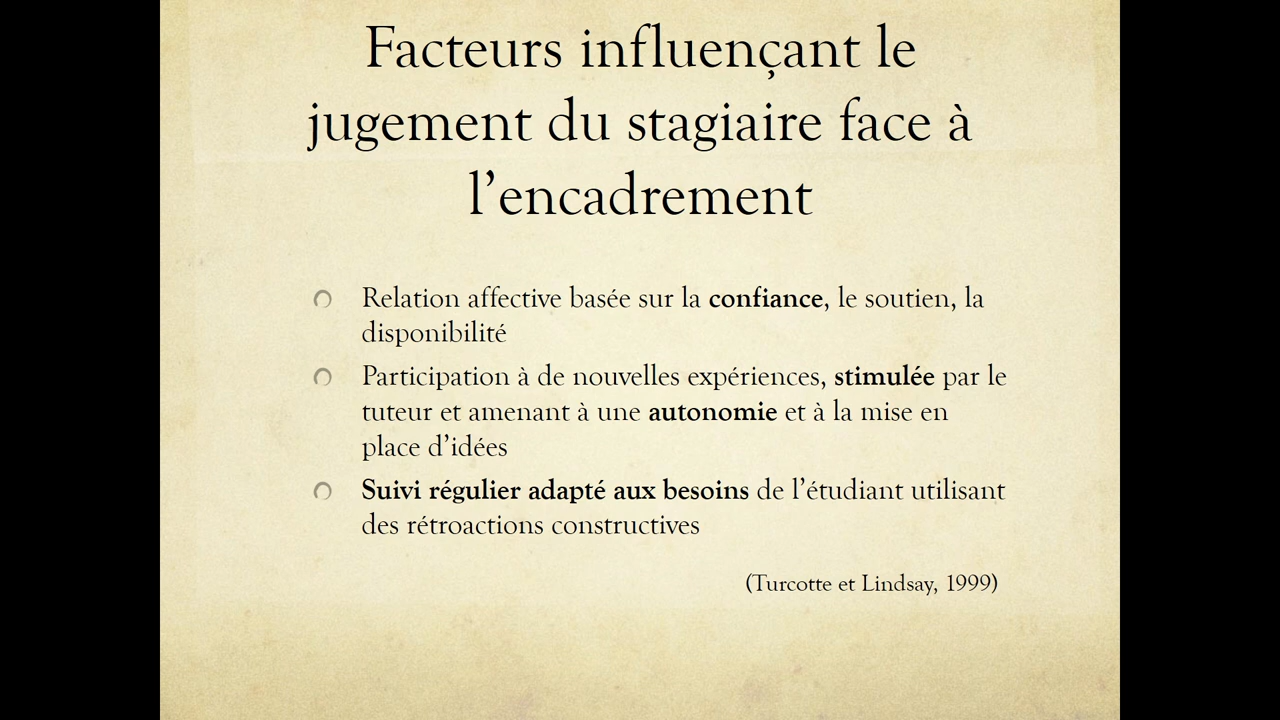 Facteurs influençant le
jugement du stagiaire face à
l’encadrement
Relation affective basée sur la confiance, le soutien, la
disponibilité
Participation à de nouvelles expériences, stimulée par le
tuteur et amenant à une autonomie et à la mise en
place d’idées
Suivi régulier adapté aux besoins de l’étudiant utilisant
des rétroactions constructives
(Turcotte et Lindsay, 1999)